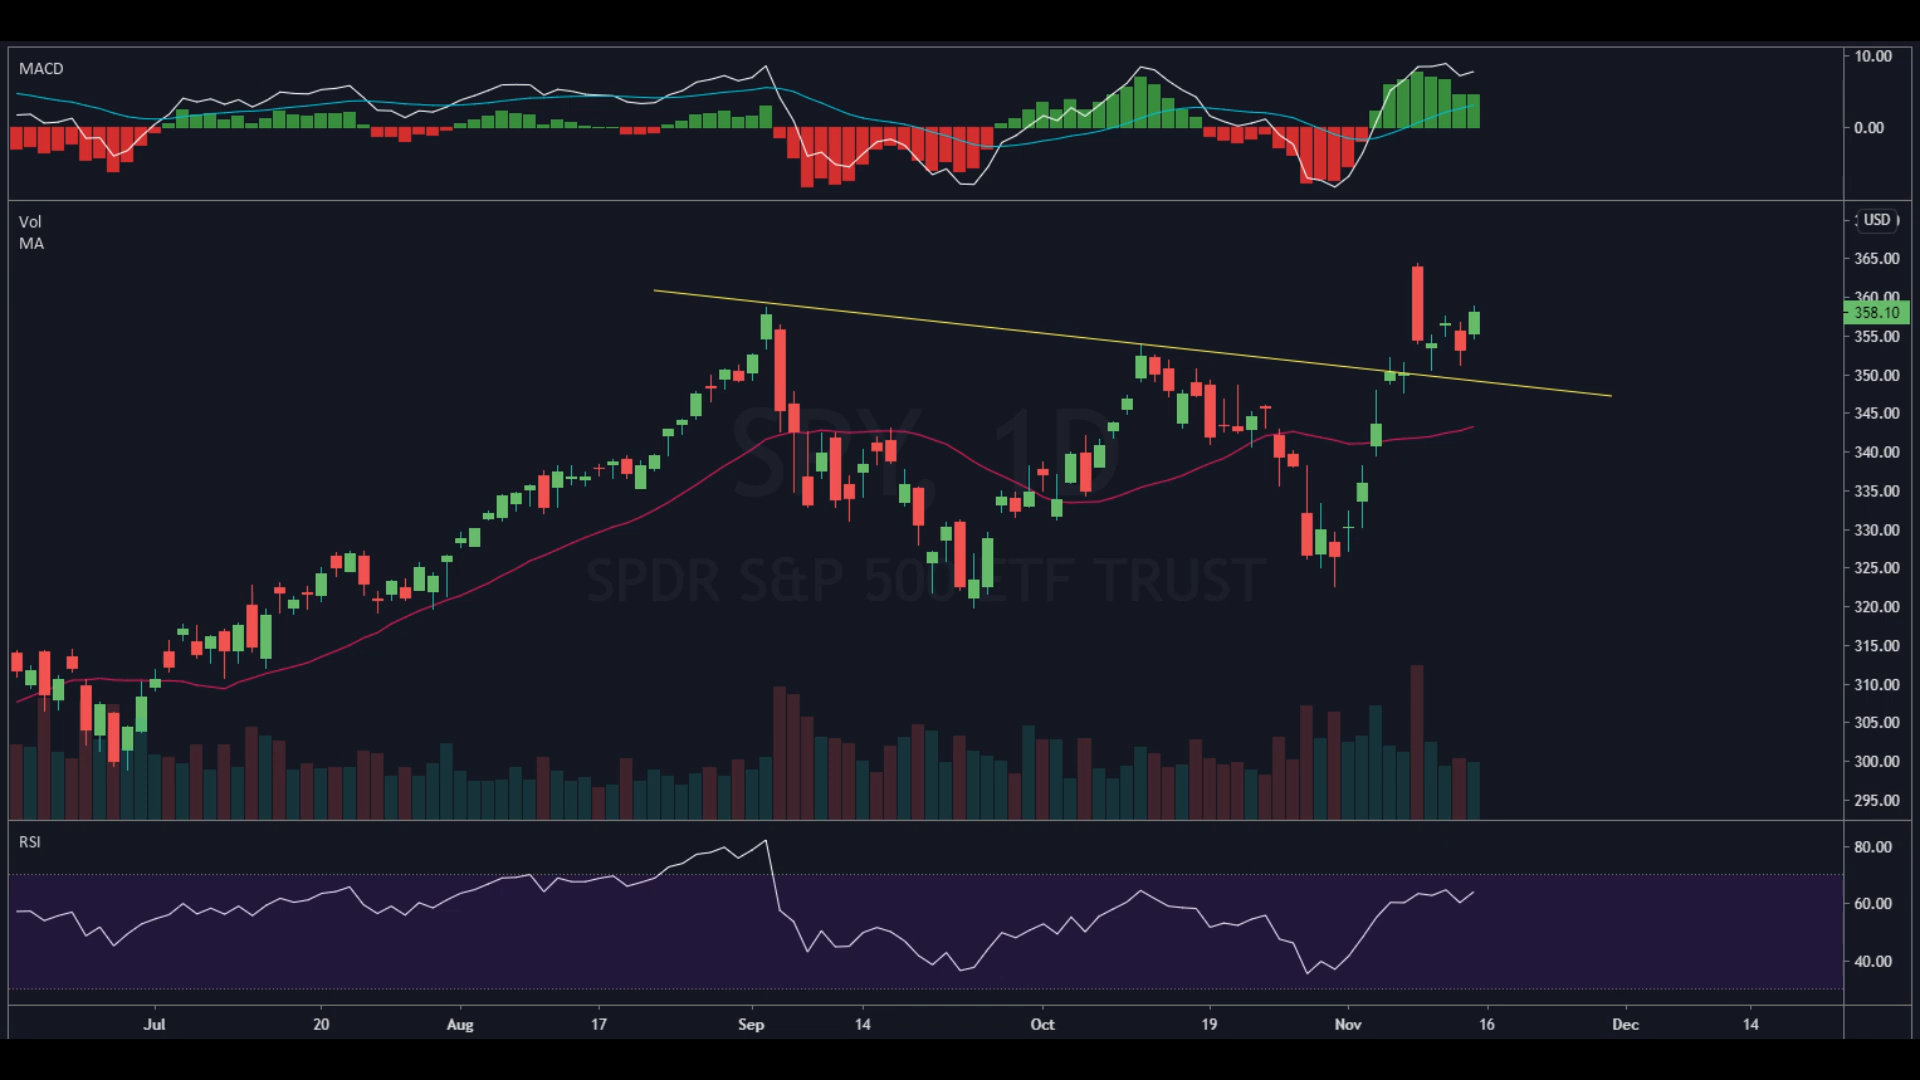 MACD
10.00
0.00
Vol
MA
USD
365.00
360.00
358.10
355.00
350.00
345.00
340.00
335.00
330.00
325.00
320.00
315.00
310.00
305.00
300.00
295.00
SPY, 1D
SPDR S&P 500 ETF TRUST
RSI
80.00
60.00
40.00
Jul 20 Aug 17 Sep 14 Oct 19 Nov 16 Dec 14